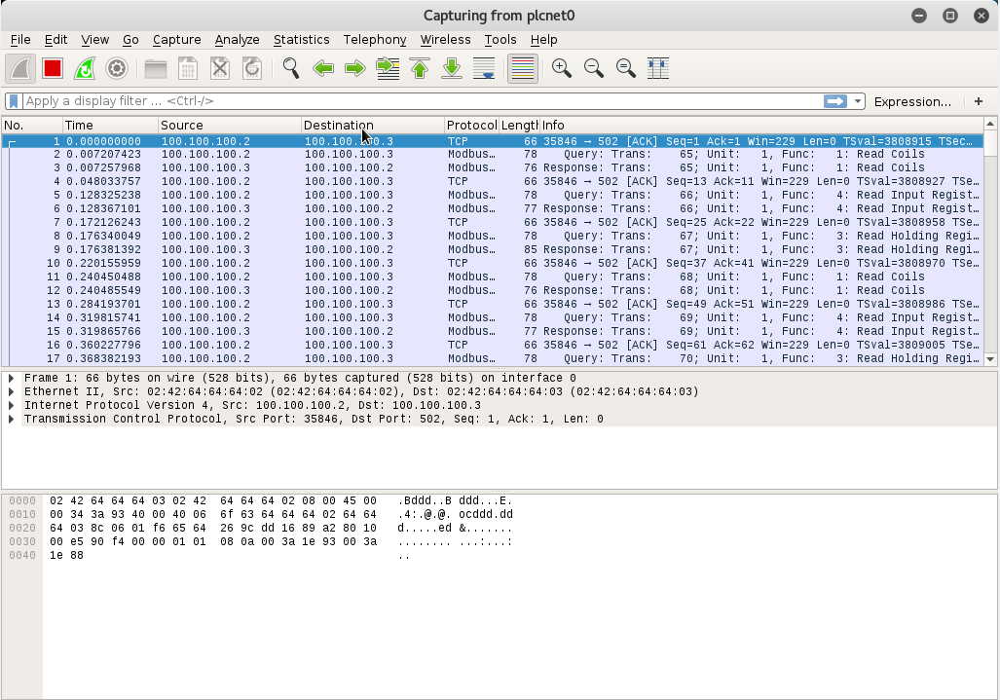 Capturing from plcnet0
File Edit View Go Capture Analyze Statistics Telephony Wireless Tools Help
Apply a display filter ... <Ctrl-/> Expression... +
No. Time Source Destination Protocol Length Info
1 0.000000000 100.100.100.2 100.100.100.3 TCP 66 35846 → 502 [ACK] Seq=1 Ack=1 Win=229 Len=0 TSval=3808915 TSec…
2 0.007207423 100.100.100.2 100.100.100.3 Modbus… 78 Query: Trans: 65; Unit: 1, Func: 1: Read Coils
3 0.007257968 100.100.100.3 100.100.100.2 Modbus… 76 Response: Trans: 65; Unit: 1, Func: 1: Read Coils
4 0.048033757 100.100.100.2 100.100.100.3 TCP 66 35846 → 502 [ACK] Seq=13 Ack=11 Win=229 Len=0 TSval=3808927 TSe…
5 0.128325238 100.100.100.2 100.100.100.3 Modbus… 78 Query: Trans: 66; Unit: 1, Func: 4: Read Input Regist…
6 0.128367101 100.100.100.3 100.100.100.2 Modbus… 77 Response: Trans: 66; Unit: 1, Func: 4: Read Input Regist…
7 0.172126243 100.100.100.2 100.100.100.3 TCP 66 35846 → 502 [ACK] Seq=25 Ack=22 Win=229 Len=0 TSval=3808958 TSe…
8 0.176340049 100.100.100.2 100.100.100.3 Modbus… 78 Query: Trans: 67; Unit: 1, Func: 3: Read Holding Regi…
9 0.176381392 100.100.100.3 100.100.100.2 Modbus… 85 Response: Trans: 67; Unit: 1, Func: 3: Read Holding Regi…
10 0.220155959 100.100.100.2 100.100.100.3 TCP 66 35846 → 502 [ACK] Seq=37 Ack=41 Win=229 Len=0 TSval=3808970 TSe…
11 0.240450488 100.100.100.2 100.100.100.3 Modbus… 78 Query: Trans: 68; Unit: 1, Func: 1: Read Coils
12 0.240485549 100.100.100.3 100.100.100.2 Modbus… 76 Response: Trans: 68; Unit: 1, Func: 1: Read Coils
13 0.284193701 100.100.100.2 100.100.100.3 TCP 66 35846 → 502 [ACK] Seq=49 Ack=51 Win=229 Len=0 TSval=3808986 TSe…
14 0.319815741 100.100.100.2 100.100.100.3 Modbus… 78 Query: Trans: 69; Unit: 1, Func: 4: Read Input Regist…
15 0.319865766 100.100.100.3 100.100.100.2 Modbus… 77 Response: Trans: 69; Unit: 1, Func: 4: Read Input Regist…
16 0.360227796 100.100.100.2 100.100.100.3 TCP 66 35846 → 502 [ACK] Seq=61 Ack=62 Win=229 Len=0 TSval=3809005 TSe…
17 0.368382193 100.100.100.2 100.100.100.3 Modbus… 78 Query: Trans: 70; Unit: 1, Func: 3: Read Holding Regi…
Frame 1: 66 bytes on wire (528 bits), 66 bytes captured (528 bits) on interface 0
Ethernet II, Src: 02:42:64:64:64:02 (02:42:64:64:64:02), Dst: 02:42:64:64:64:03 (02:42:64:64:64:03)
Internet Protocol Version 4, Src: 100.100.100.2, Dst: 100.100.100.3
Transmission Control Protocol, Src Port: 35846, Dst Port: 502, Seq: 1, Ack: 1, Len: 0
0000 02 42 64 64 64 03 02 42 64 64 64 02 08 00 45 00 .Bddd..B ddd...E.
0010 00 34 3a 93 40 00 40 06 6f 63 64 64 64 02 64 64 .4:.@.@. ocddd.dd
0020 64 03 8c 06 01 f6 65 64 26 9c dd 16 89 a2 80 10 d.....ed &.......
0030 00 e5 90 f4 00 00 01 01 08 0a 00 3a 1e 93 00 3a ........ ...:...:
0040 1e 88 ..